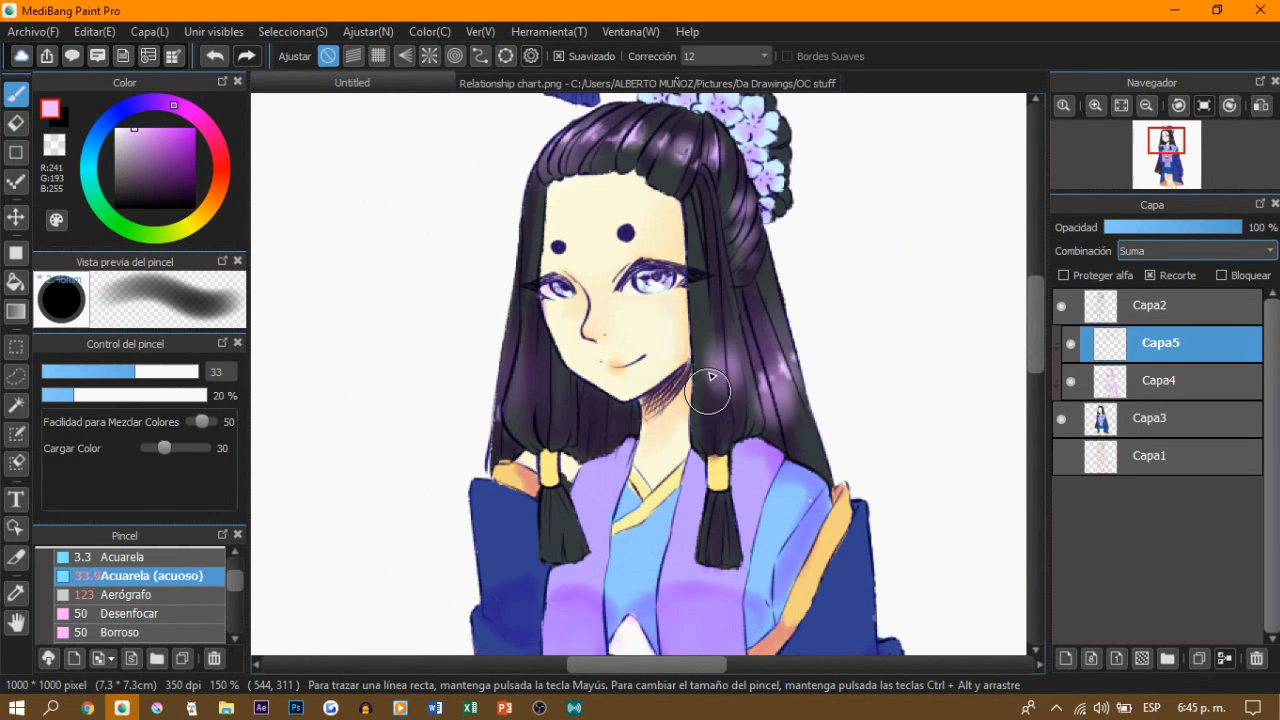 MediBang Paint Pro
Archivo(F) Editar(E) Capa(L) Unir visibles Seleccionar(S) Ajustar(N) Color(C) Ver(V) Herramienta(T) Ventana(W) Help
Ajustar Suavizado Corrección 12 Bordes Suaves
Color Untitled Relationship chart.png - C:/Users/ALBERTO MUÑOZ/Pictures/Da Drawings/OC stuff Navegador
R:241
G:193
B:255
Capa
Opacidad 100 %
Combinación Suma
Proteger alfa Recorte Bloquear
Capa2
Capa5
Capa4
Capa3
Capa1
Vista previa del pincel
Control del pincel
33
20 %
Facilidad para Mezclar Colores 50
Cargar Color 30
Pincel
3.3 Acuarela
33.9 Acuarela (acuoso)
123 Aerógrafo
50 Desenfocar
50 Borroso
1000 * 1000 pixel (7.3 * 7.3cm) 350 dpi 150 % ( 544, 311 ) Para trazar una línea recta, mantenga pulsada la tecla Mayús. Para cambiar el tamaño del pincel, mantenga pulsadas las teclas Ctrl + Alt y arrastre
ESP 6:45 p. m.